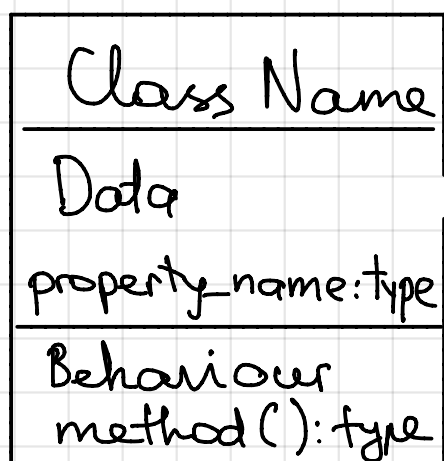 Class Name
Data
property_name:type
Behaviour
method():type